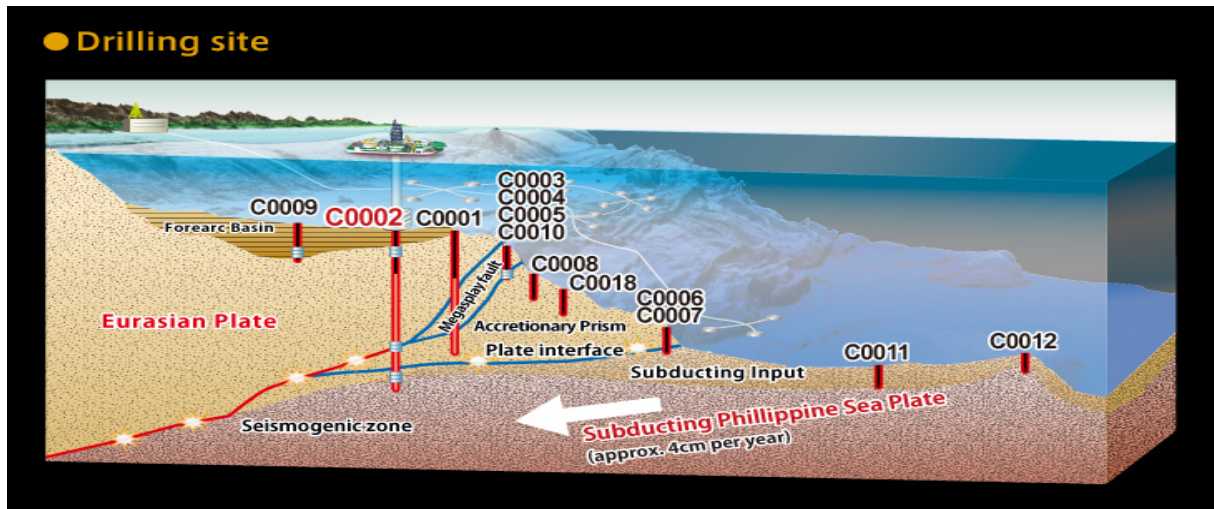 Drilling site
C0003
C0004
C0009
C0002
C0001
C0005
Forearc Basin
C0010
C0008
Megasplay fault
C0018
C0006
Eurasian Plate
Accretionary Prism
C0007
Plate interface
C0011
C0012
Subducting Input
Seismogenic zone
Subducting Phillippine Sea Plate
(approx. 4cm per year)